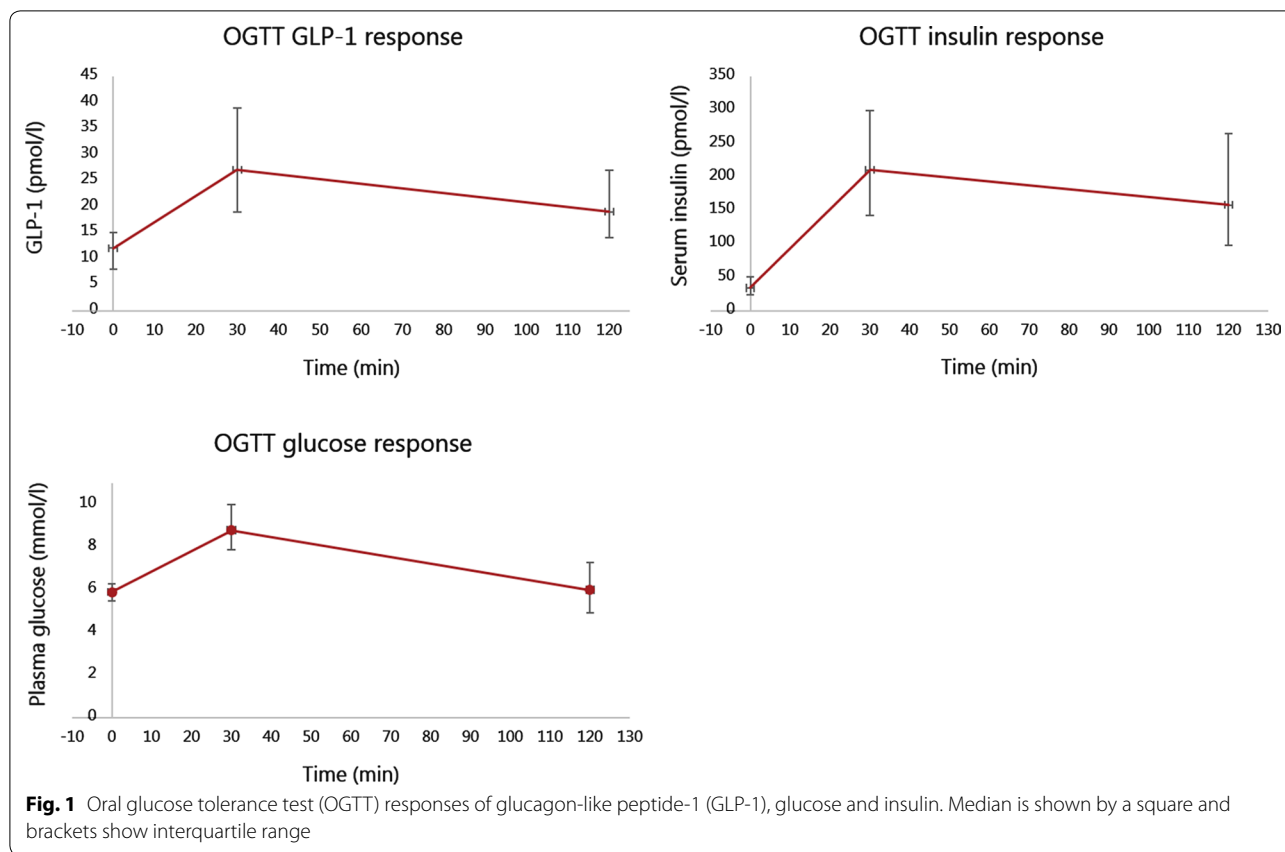 OGTT GLP-1 response
45
40
35
30
25
20
15
10
5
0
GLP-1 (pmol/l)
-10 0 10 20 30 40 50 60 70 80 90 100 110 120
Time (min)
OGTT insulin response
350
300
250
200
150
100
50
0
Serum insulin (pmol/l)
-10 0 10 20 30 40 50 60 70 80 90 100 110 120 130
Time (min)
OGTT glucose response
10
8
6
4
2
0
Plasma glucose (mmol/l)
-10 0 10 20 30 40 50 60 70 80 90 100 110 120 130
Time (min)
Fig. 1 Oral glucose tolerance test (OGTT) responses of glucagon-like peptide-1 (GLP-1), glucose and insulin. Median is shown by a square and
brackets show interquartile range